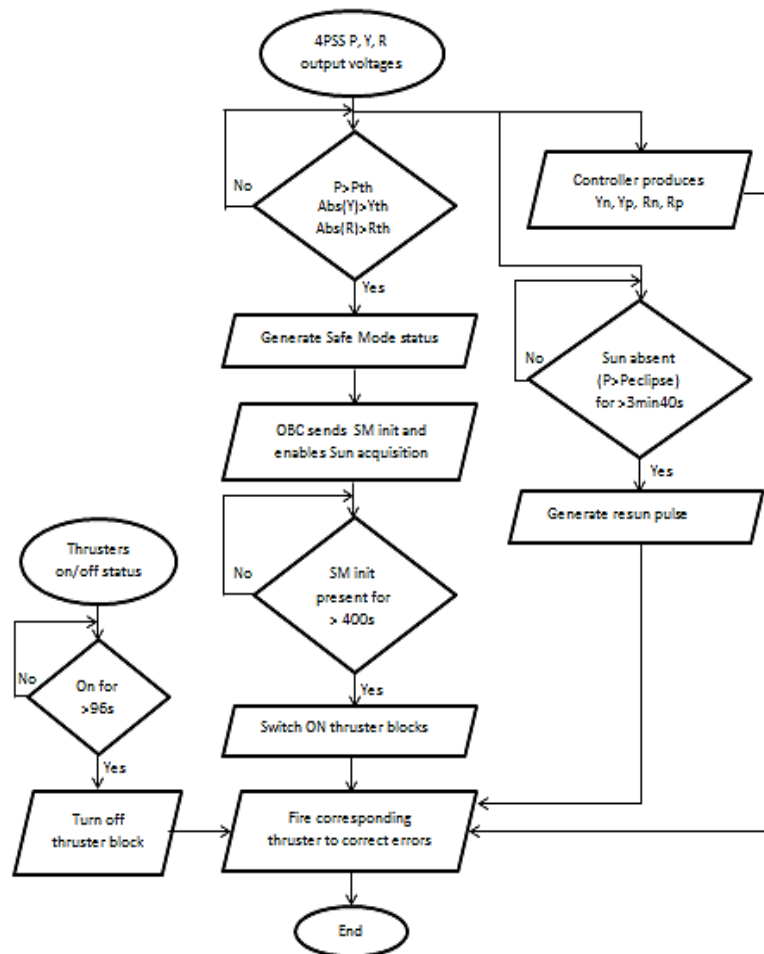 4PSS P, Y, R
output voltages
No
P>Pth
Abs(Y)>Yth
Abs(R)>Rth
Yes
Controller produces
Yn, Yp, Rn, Rp
Generate Safe Mode status
No
Sun absent
(P>Peclipse)
for >3min40s
Yes
OBC sends SM init and
enables Sun acquisition
Generate resun pulse
Thrusters
on/off status
No
SM init
present for
> 400s
Yes
No
On for
>96s
Yes
Switch ON thruster blocks
Turn off
thruster block
Fire corresponding
thruster to correct errors
End